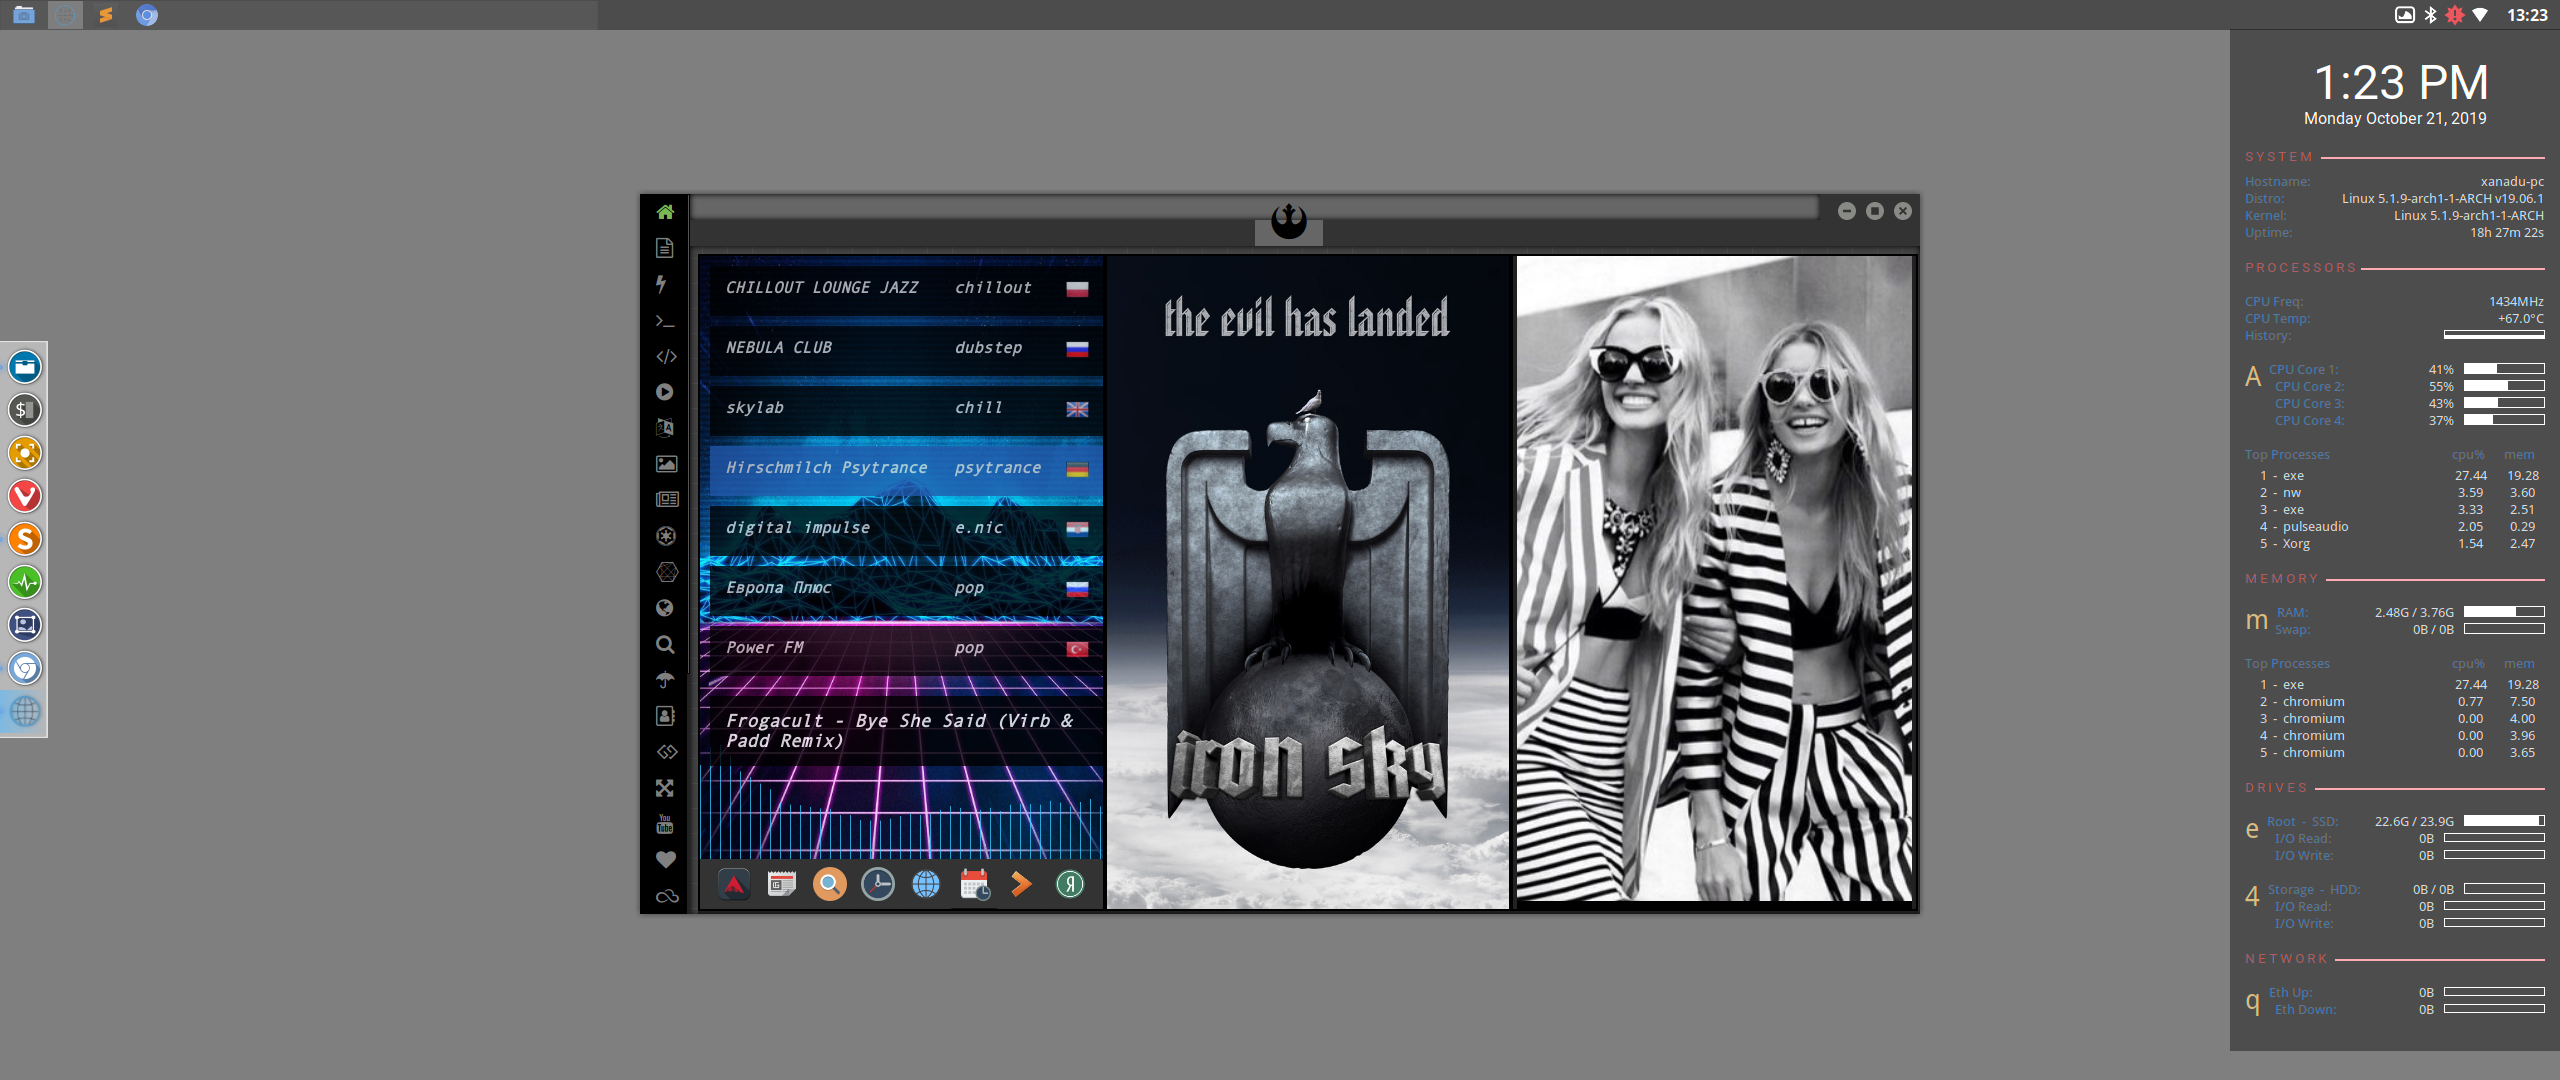 13:23
1:23 PM
Monday October 21, 2019
SYSTEM
Hostname: xanadu-pc
Distro: Linux 5.1.9-arch1-1-ARCH v19.06.1
Kernel: Linux 5.1.9-arch1-1-ARCH
Uptime: 18h 27m 22s
PROCESSORS
CPU Freq: 1434MHz
CPU Temp: +67.0°C
History:
A CPU Core 1: 41%
CPU Core 2: 55%
CPU Core 3: 43%
CPU Core 4: 37%
Top Processes cpu% mem
1 - exe 27.44 19.28
2 - nw 3.59 3.60
3 - exe 3.33 2.51
4 - pulseaudio 2.05 0.29
5 - Xorg 1.54 2.47
MEMORY
m RAM: 2.48G / 3.76G
Swap: 0B / 0B
Top Processes cpu% mem
1 - exe 27.44 19.28
2 - chromium 0.77 7.50
3 - chromium 0.00 4.00
4 - chromium 0.00 3.96
5 - chromium 0.00 3.65
DRIVES
e Root - SSD: 22.6G / 23.9G
I/O Read: 0B
I/O Write: 0B
4 Storage - HDD: 0B / 0B
I/O Read: 0B
I/O Write: 0B
NETWORK
q Eth Up: 0B
Eth Down: 0B
CHILLOUT LOUNGE JAZZ chillout
NEBULA CLUB dubstep
skylab chill
Hirschmilch Psytrance psytrance
digital impulse e.nic
Европа Плюс pop
Power FM pop
Frogacult - Bye She Said (Virb &
Padd Remix)
You
Tube
Я
the evil has landed
iron sky